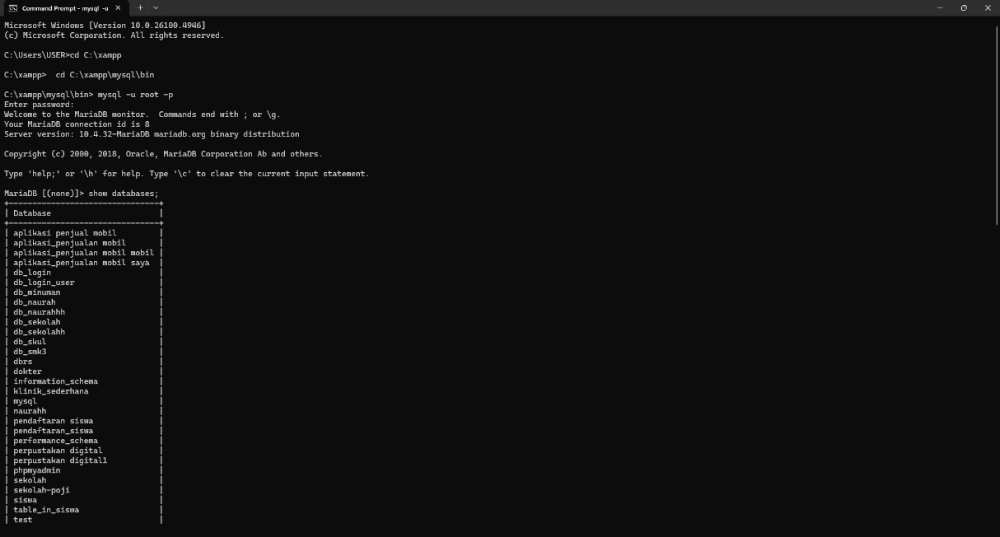 Command Prompt - mysql -u
Microsoft Windows [Version 10.0.26100.4946]
(c) Microsoft Corporation. All rights reserved.
C:\Users\USER>cd C:\xampp
C:\xampp>  cd C:\xampp\mysql\bin
C:\xampp\mysql\bin> mysql -u root -p
Enter password:
Welcome to the MariaDB monitor.  Commands end with ; or \g.
Your MariaDB connection id is 8
Server version: 10.4.32-MariaDB mariadb.org binary distribution
Copyright (c) 2000, 2018, Oracle, MariaDB Corporation Ab and others.
Type 'help;' or '\h' for help. Type '\c' to clear the current input statement.
MariaDB [(none)]> show databases;
+--------------------------------+
| Database                       |
+--------------------------------+
| aplikasi penjual mobil         |
| aplikasi_penjualan mobil       |
| aplikasi_penjualan mobil mobil |
| aplikasi_penjualan mobil saya  |
| db_login                       |
| db_login_user                  |
| db_minuman                     |
| db_naurah                      |
| db_naurahhh                    |
| db_sekolah                     |
| db_sekolahh                    |
| db_skul                        |
| db_smk3                        |
| dbrs                           |
| dokter                         |
| information_schema             |
| klinik_sederhana               |
| mysql                          |
| naurahh                        |
| pendaftaran siswa              |
| pendaftaran_siswa              |
| performance_schema             |
| perpustakan digital            |
| perpustakan digital1           |
| phpmyadmin                     |
| sekolah                        |
| sekolah-poji                   |
| siswa                          |
| table_in_siswa                 |
| test                           |